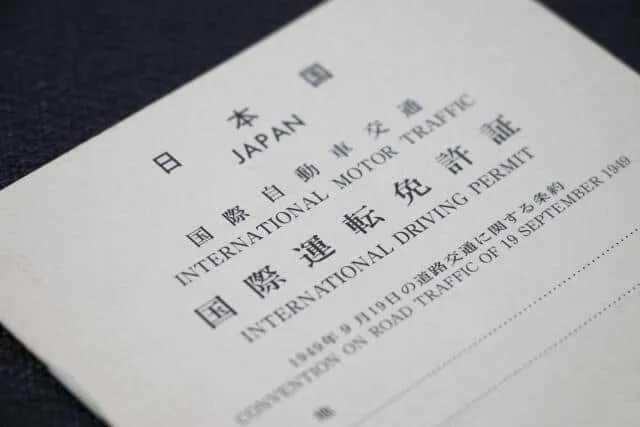 日本国
JAPAN
国際自動車交通
INTERNATIONAL MOTOR TRAFFIC
国際運転免許証
INTERNATIONAL DRIVING PERMIT
1949年9月19日の道路交通に関する条約
CONVENTION ON ROAD TRAFFIC OF 19 SEPTEMBER 1949